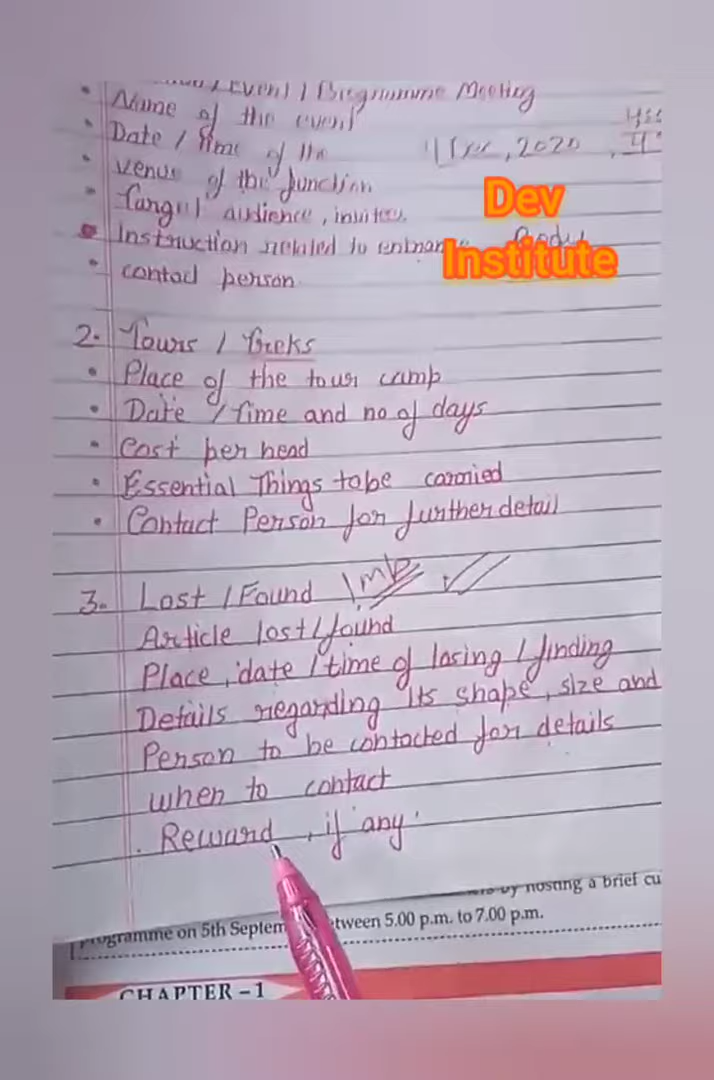 / Event / Programme Meeting
• Name of the event
• Date / Time of the 4 Dec, 2020,
• Venue of the function
• Target audience, invitees
• Instruction related to entrance
• contact person
Dev
Institute
2. Tours / Treks
• Place of the tour camp
• Date / Time and no of days
• Cost per head
• Essential Things to be carried
• Contact Person for further detail
3. Lost / Found Imp
Article lost / found
Place, date / time of losing / finding
Details regarding its shape, size and
Person to be contacted for details
when to contact
Reward, if any
by hosting a brief cu
programme on 5th Septem tween 5.00 p.m. to 7.00 p.m.
CHAPTER – 1